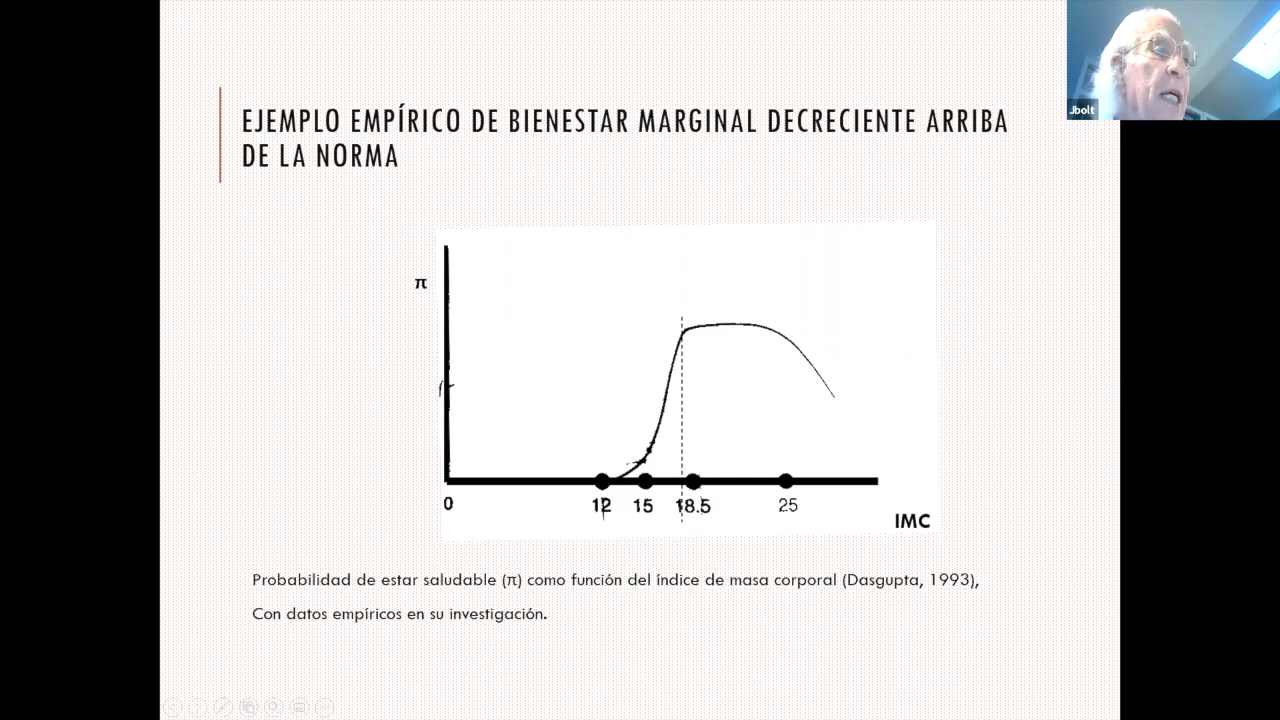 Jbolt
EJEMPLO EMPÍRICO DE BIENESTAR MARGINAL DECRECIENTE ARRIBA
DE LA NORMA
π
0 12 15 18.5 25
IMC
Probabilidad de estar saludable (π) como función del índice de masa corporal (Dasgupta, 1993),
Con datos empíricos en su investigación.